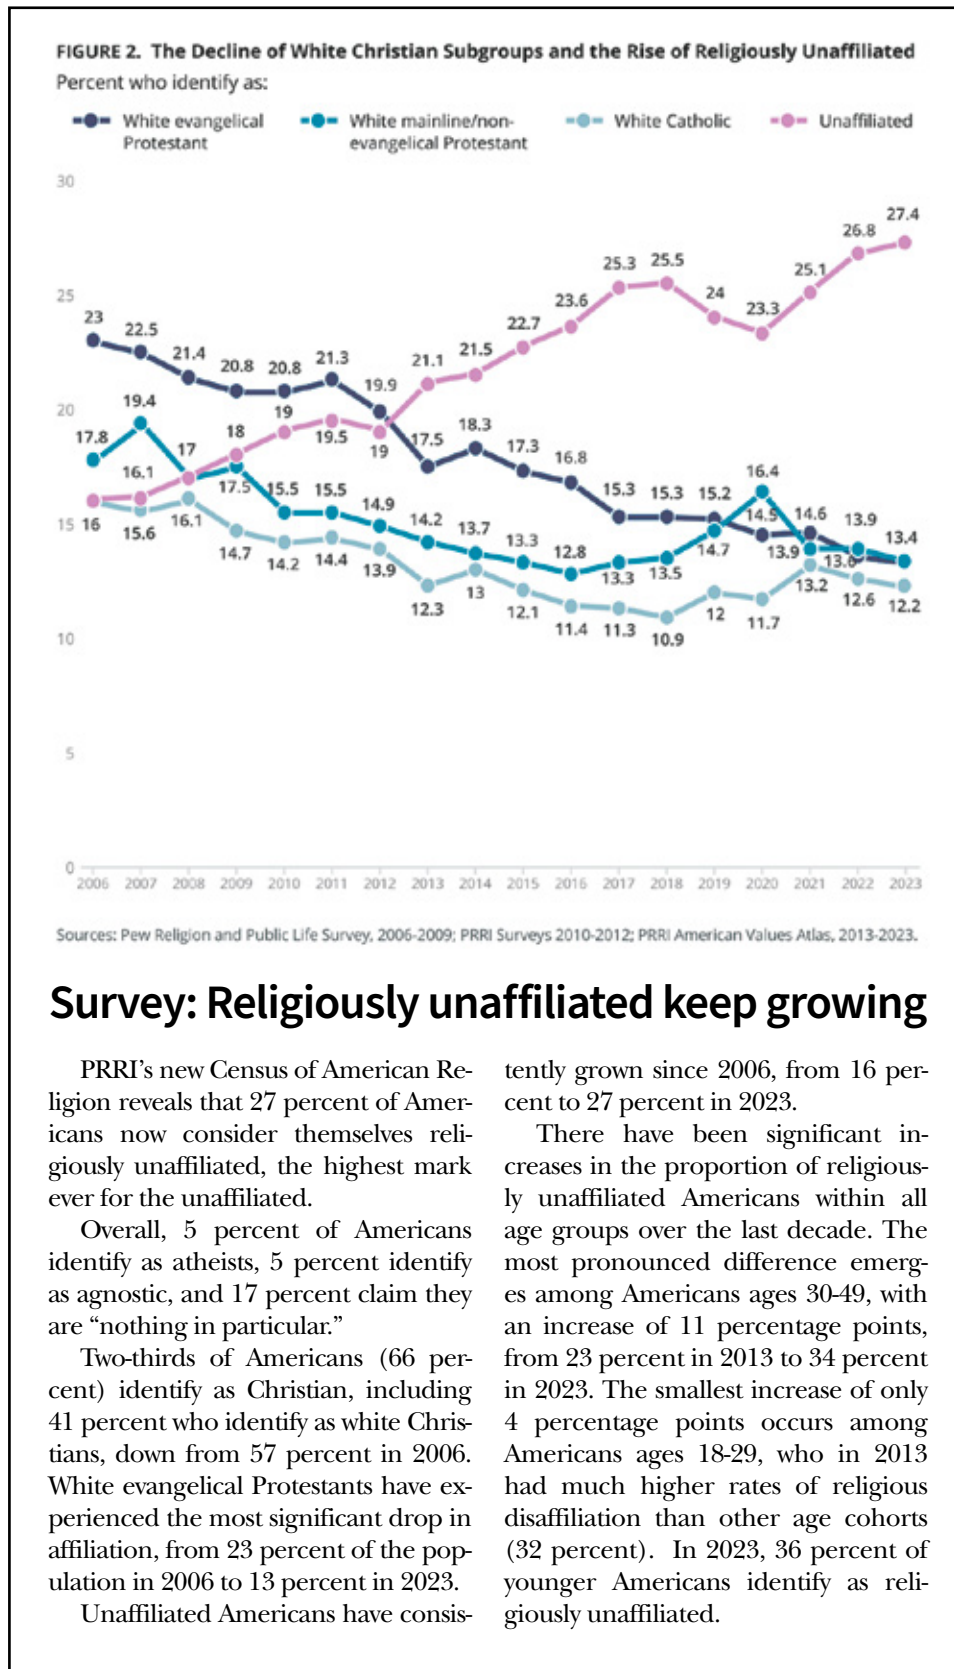 FIGURE 2. The Decline of White Christian Subgroups and the Rise of Religiously Unaffiliated
Percent who identify as:
White evangelical Protestant
White mainline/non-evangelical Protestant
White Catholic
Unaffiliated
30
25
20
15
10
5
0
23 22.5 21.4 20.8 20.8 21.3 19.9 17.5 18.3 17.3 16.8 15.3 15.3 15.2 14.5 14.6 13.6 13.4
17.8 19.4 17 17.5 15.5 15.5 14.9 14.2 13.7 13.3 12.8 13.3 13.5 14.7 16.4 13.9 13.9
16 15.6 16.1 14.7 14.2 14.4 13.9 12.3 13 12.1 11.4 11.3 10.9 12 11.7 13.2 12.6 12.2
16.1 18 19 19.5 19 21.1 21.5 22.7 23.6 25.3 25.5 24 23.3 25.1 26.8 27.4
2006 2007 2008 2009 2010 2011 2012 2013 2014 2015 2016 2017 2018 2019 2020 2021 2022 2023
Sources: Pew Religion and Public Life Survey, 2006-2009; PRRI Surveys 2010-2012; PRRI American Values Atlas, 2013-2023.
Survey: Religiously unaffiliated keep growing
PRRI’s new Census of American Re-
ligion reveals that 27 percent of Amer-
icans now consider themselves reli-
giously unaffiliated, the highest mark
ever for the unaffiliated.
Overall, 5 percent of Americans
identify as atheists, 5 percent identify
as agnostic, and 17 percent claim they
are “nothing in particular.”
Two-thirds of Americans (66 per-
cent) identify as Christian, including
41 percent who identify as white Chris-
tians, down from 57 percent in 2006.
White evangelical Protestants have ex-
perienced the most significant drop in
affiliation, from 23 percent of the pop-
ulation in 2006 to 13 percent in 2023.
Unaffiliated Americans have consis-
tently grown since 2006, from 16 per-
cent to 27 percent in 2023.
There have been significant in-
creases in the proportion of religious-
ly unaffiliated Americans within all
age groups over the last decade. The
most pronounced difference emerg-
es among Americans ages 30-49, with
an increase of 11 percentage points,
from 23 percent in 2013 to 34 percent
in 2023. The smallest increase of only
4 percentage points occurs among
Americans ages 18-29, who in 2013
had much higher rates of religious
disaffiliation than other age cohorts
(32 percent). In 2023, 36 percent of
younger Americans identify as reli-
giously unaffiliated.